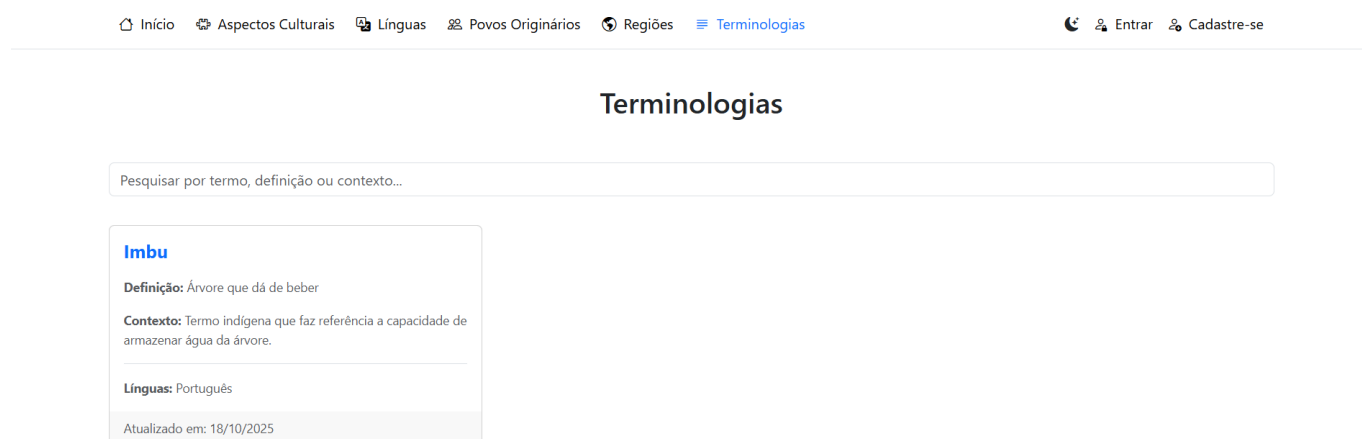 Início Aspectos Culturais Línguas Povos Originários Regiões Terminologias Entrar Cadastre-se
Terminologias
Pesquisar por termo, definição ou contexto...
Imbu
Definição: Árvore que dá de beber
Contexto: Termo indígena que faz referência a capacidade de
armazenar água da árvore.
Línguas: Português
Atualizado em: 18/10/2025